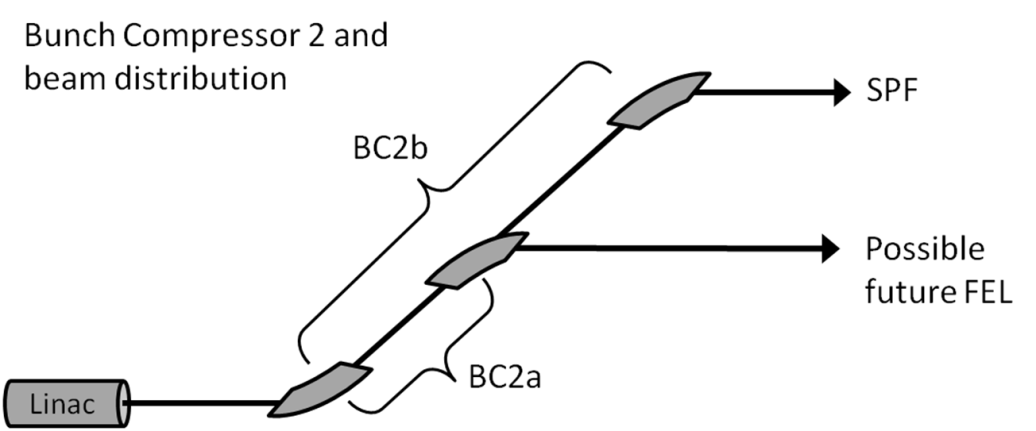 Bunch Compressor 2 and
beam distribution
BC2b
SPF
Possible
future FEL
BC2a
Linac